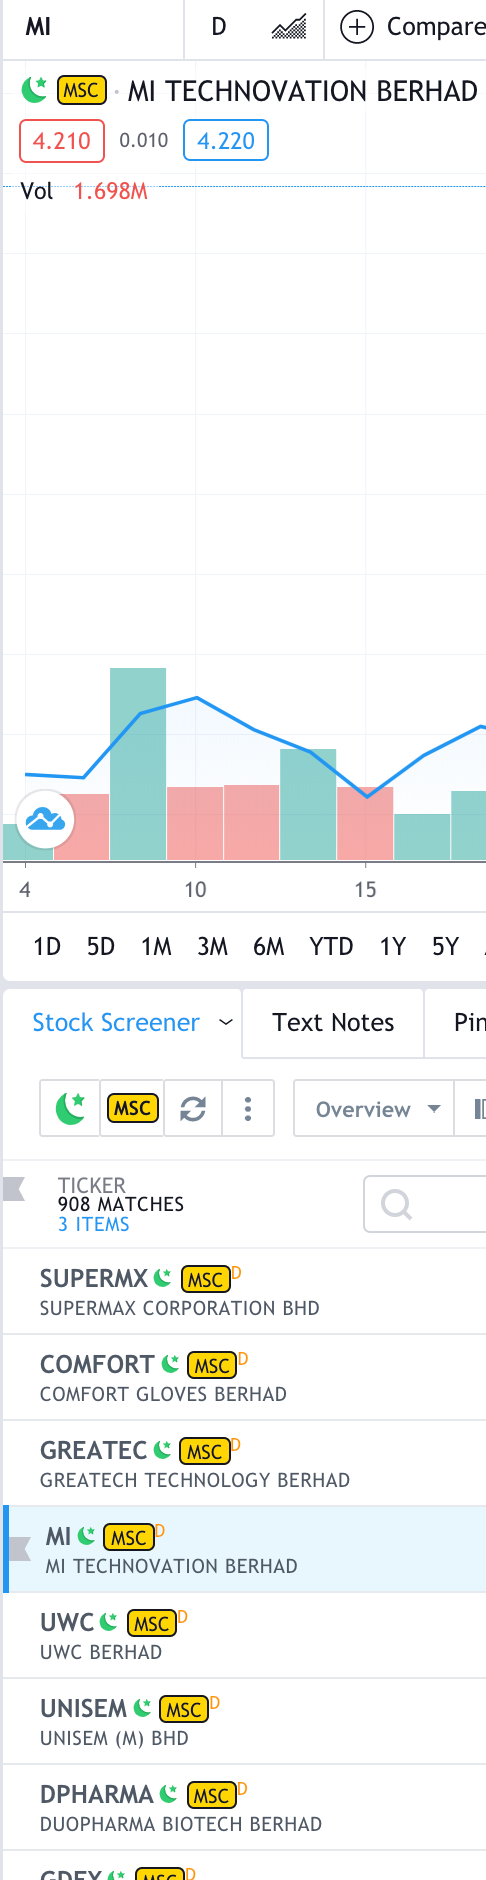 MI D Compare
MSC · MI TECHNOVATION BERHAD
4.210 0.010 4.220
Vol 1.698M
4 10 15
1D 5D 1M 3M 6M YTD 1Y 5Y
Stock Screener Text Notes Pin
MSC Overview
TICKER
908 MATCHES
3 ITEMS
SUPERMX MSC D
SUPERMAX CORPORATION BHD
COMFORT MSC D
COMFORT GLOVES BERHAD
GREATEC MSC D
GREATECH TECHNOLOGY BERHAD
MI MSC D
MI TECHNOVATION BERHAD
UWC MSC D
UWC BERHAD
UNISEM MSC D
UNISEM (M) BHD
DPHARMA MSC D
DUOPHARMA BIOTECH BERHAD
GDEX MSC D